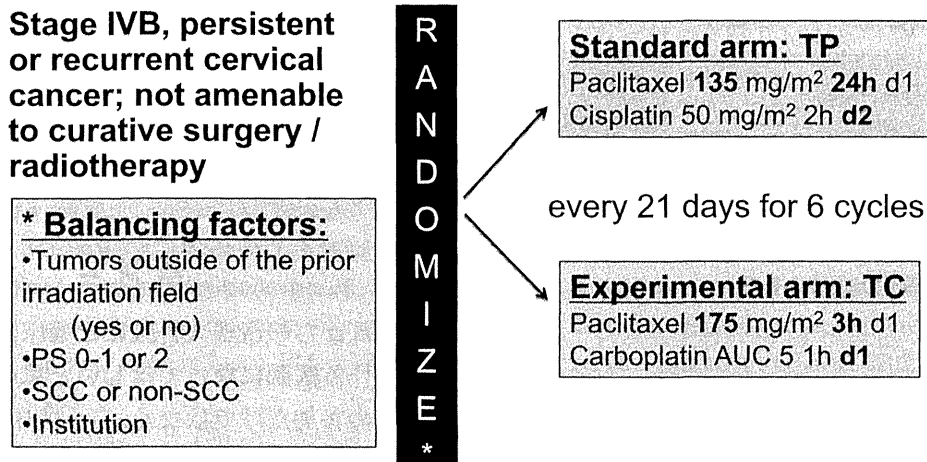 Stage IVB, persistent
or recurrent cervical
cancer; not amenable
to curative surgery /
radiotherapy
* Balancing factors:
•Tumors outside of the prior
irradiation field
(yes or no)
•PS 0-1 or 2
•SCC or non-SCC
•Institution
R
A
N
D
O
M
I
Z
E
*
Standard arm: TP
Paclitaxel 135 mg/m² 24h d1
Cisplatin 50 mg/m² 2h d2
every 21 days for 6 cycles
Experimental arm: TC
Paclitaxel 175 mg/m² 3h d1
Carboplatin AUC 5 1h d1